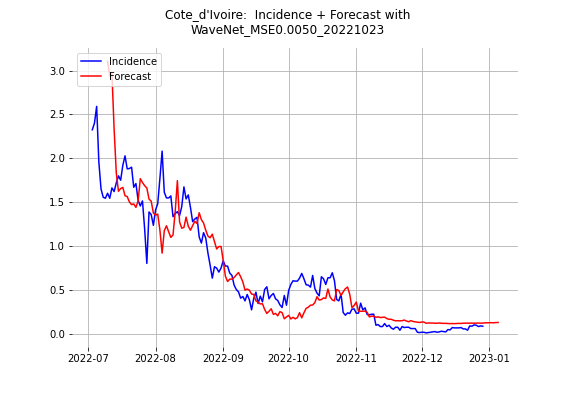 Cote_d'Ivoire:  Incidence + Forecast with
WaveNet_MSE0.0050_20221023
Incidence
Forecast
3.0
2.5
2.0
1.5
1.0
0.5
0.0
2022-07 2022-08 2022-09 2022-10 2022-11 2022-12 2023-01